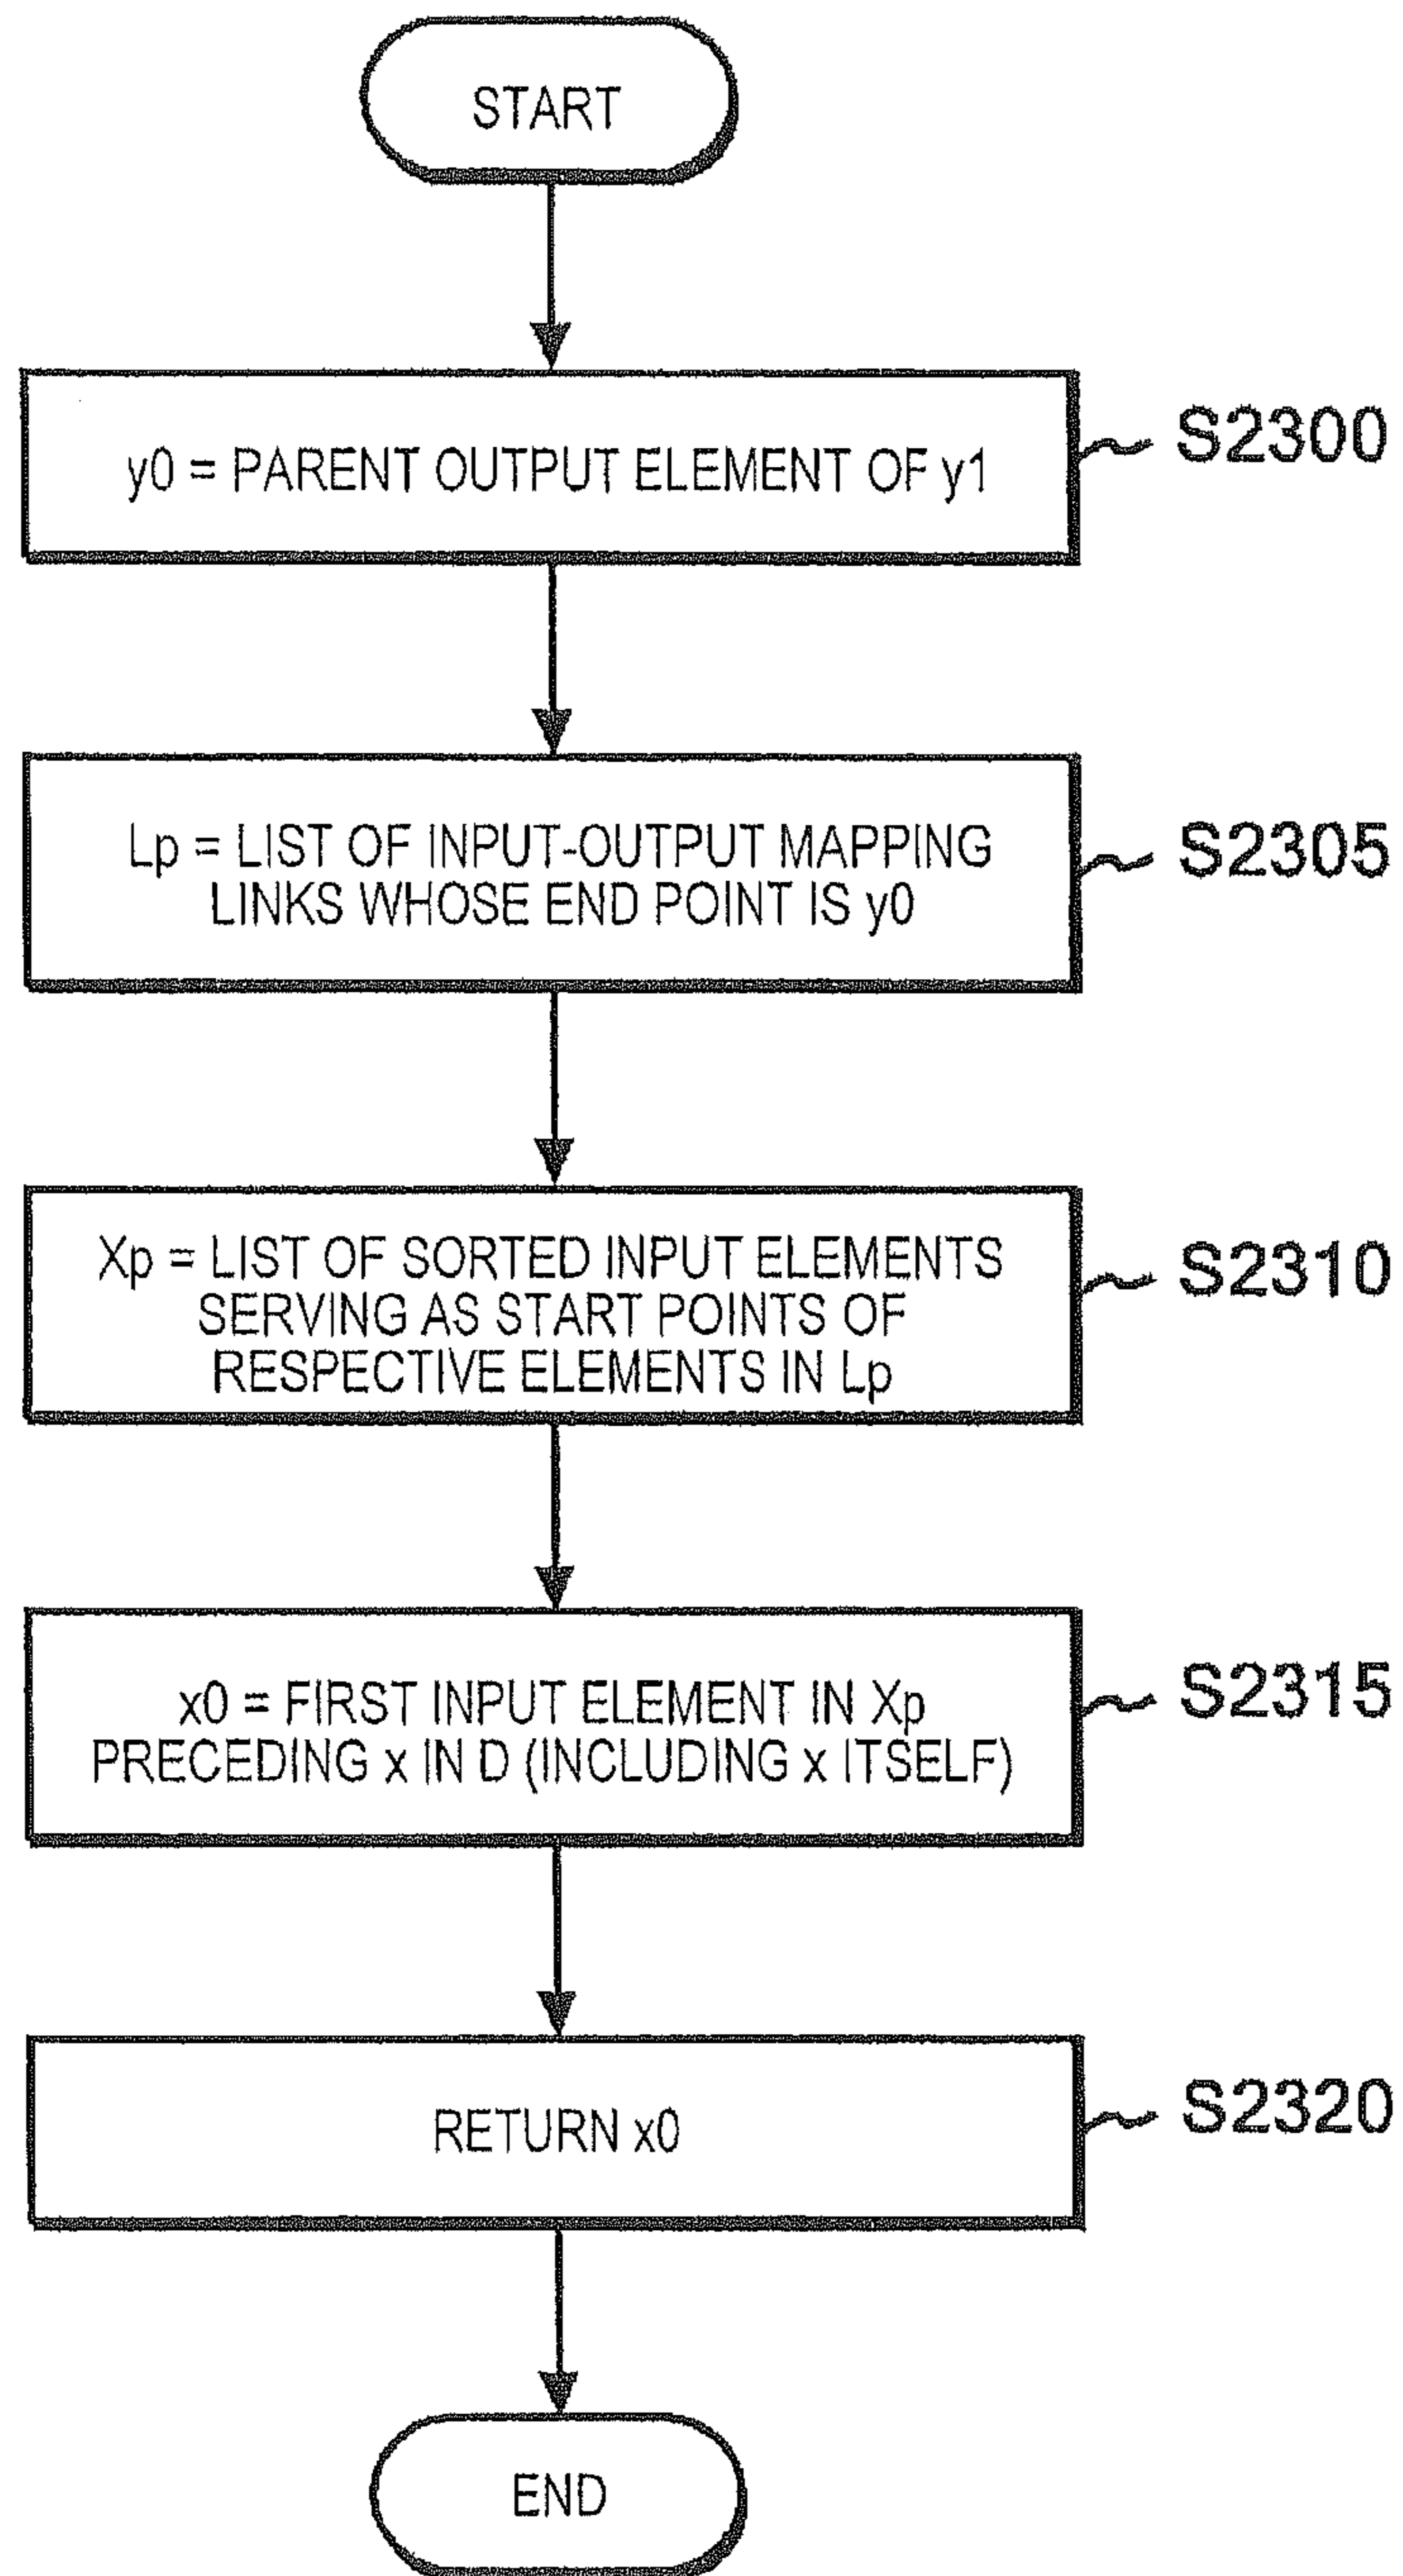 START
y0 = PARENT OUTPUT ELEMENT OF y1
S2300
Lp = LIST OF INPUT-OUTPUT MAPPING
LINKS WHOSE END POINT IS y0
S2305
Xp = LIST OF SORTED INPUT ELEMENTS
SERVING AS START POINTS OF
RESPECTIVE ELEMENTS IN Lp
S2310
x0 = FIRST INPUT ELEMENT IN Xp
PRECEDING x IN D (INCLUDING x ITSELF)
S2315
RETURN x0
S2320
END